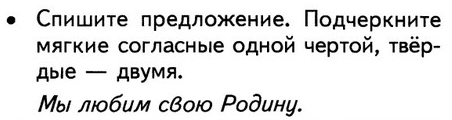 • Спишите предложение. Подчеркните
мягкие согласные одной чертой, твёр-
дые — двумя.
Мы любим свою Родину.